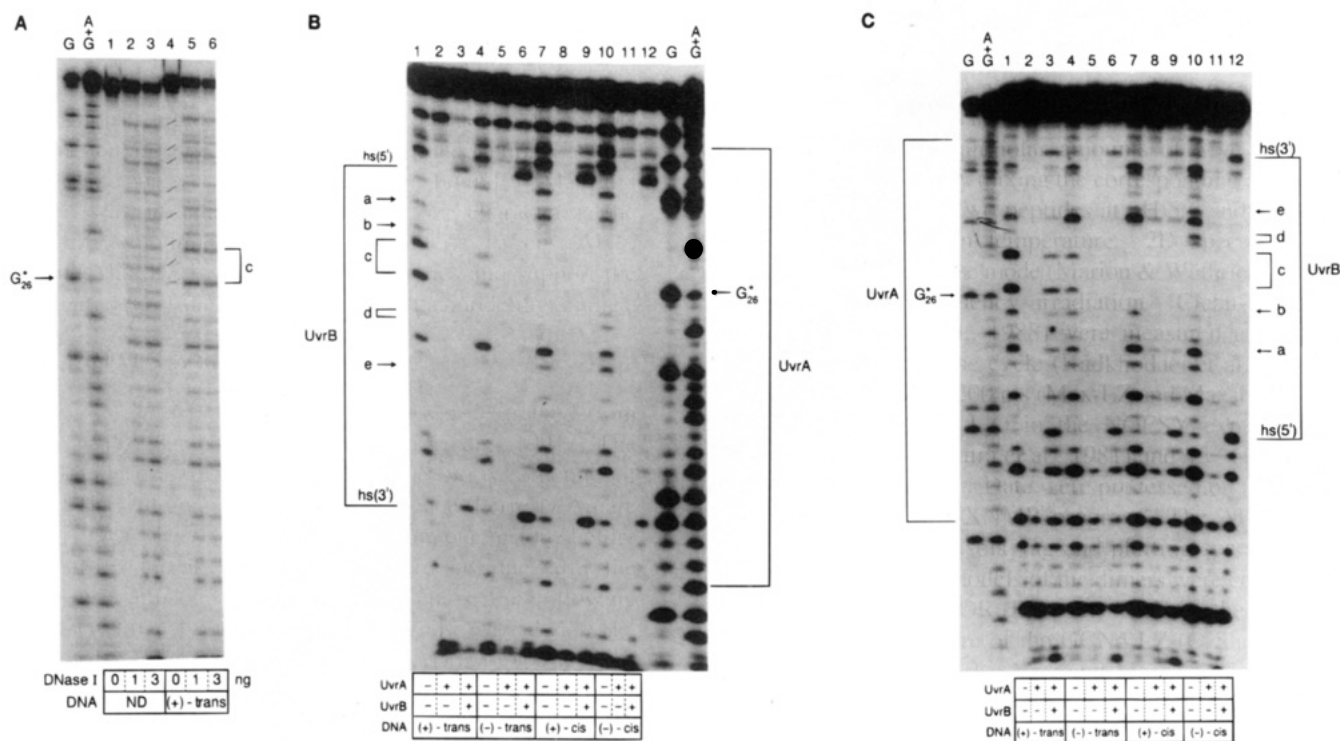 A
G A+G 1 2 3 4 5 6
G*26
c
DNase I 0 1 3 0 1 3 ng
DNA ND (+)-trans
B
1 2 3 4 5 6 7 8 9 10 11 12 G A+G
hs(5')
a
b
c
d
UvrB
e
hs(3')
G*26
UvrA
UvrA - + + - + + - + + - + +
UvrB - - + - - + - - + - - +
DNA (+)-trans (-)-trans (+)-cis (-)-cis
C
G A+G 1 2 3 4 5 6 7 8 9 10 11 12
UvrA
G*26
hs(3')
e
d
c
UvrB
b
a
hs(5')
UvrA - + + - + + - + + - + +
UvrB - - + - - + - - + - - +
DNA (+)-trans (-)-trans (+)-cis (-)-cis